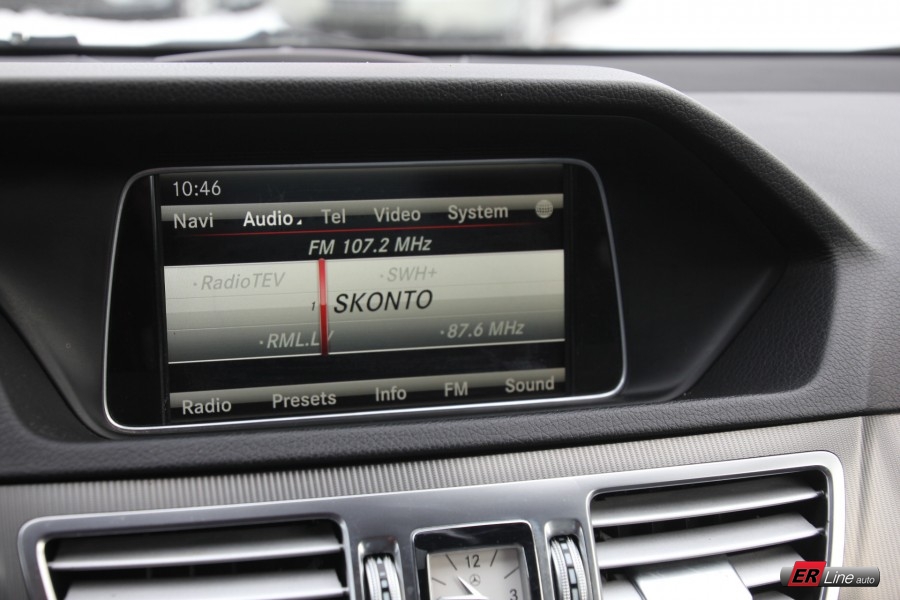 10:46
Navi Audio Tel Video System
FM 107.2 MHz
·RadioTEV ·SWH+
1 SKONTO
·RML.LV ·87.6 MHz
Radio Presets Info FM Sound
12
3
ER Line auto